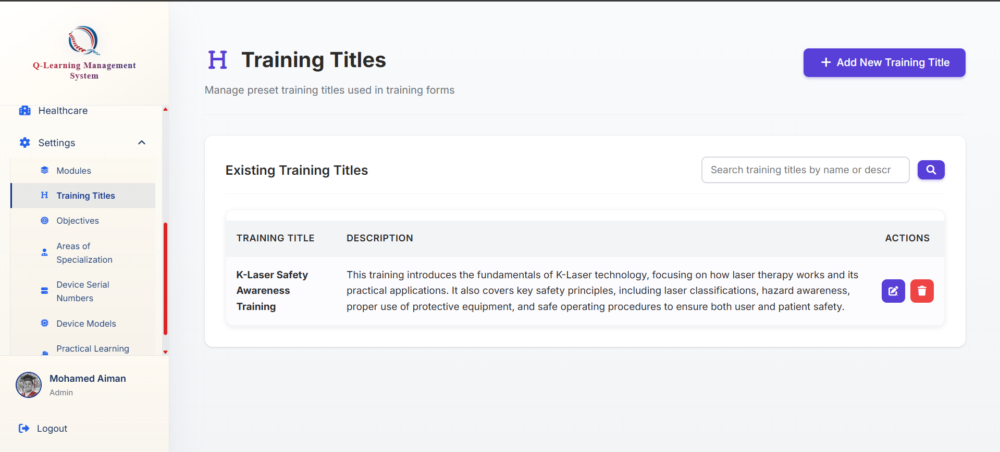 Q-Learning Management
System
Healthcare
Settings
Modules
Training Titles
Objectives
Areas of
Specialization
Device Serial
Numbers
Device Models
Practical Learning
Mohamed Aiman
Admin
Logout
Training Titles
Manage preset training titles used in training forms
+ Add New Training Title
Existing Training Titles
Search training titles by name or descr
TRAINING TITLE DESCRIPTION ACTIONS
K-Laser Safety
Awareness
Training
This training introduces the fundamentals of K-Laser technology, focusing on how laser therapy works and its
practical applications. It also covers key safety principles, including laser classifications, hazard awareness,
proper use of protective equipment, and safe operating procedures to ensure both user and patient safety.